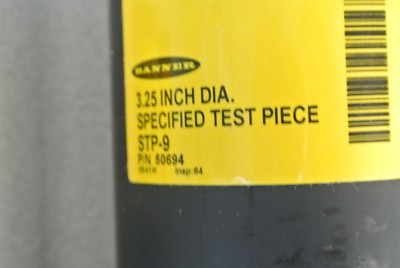 BANNER
3.25 INCH DIA.
SPECIFIED TEST PIECE
STP-9
P/N 50694
Insp: 64